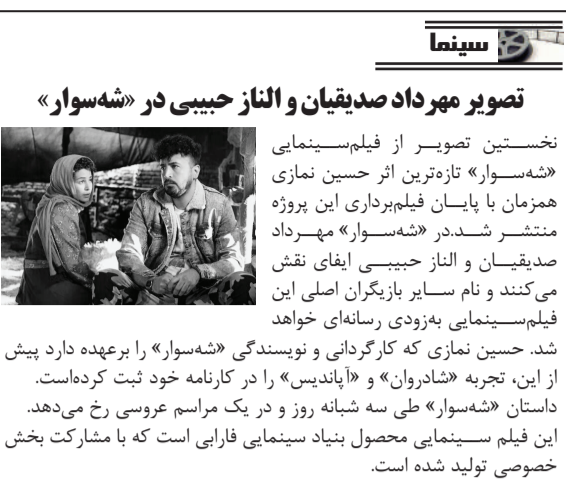 سینما
تصویر مهرداد صدیقیان و الناز حبیبی در «شه‌سوار»
نخستین تصویر از فیلم‌سینمایی
«شه‌سوار» تازه‌ترین اثر حسین نمازی
همزمان با پایان فیلم‌برداری این پروژه
منتشر شد.در «شه‌سوار» مهرداد
صدیقیان و الناز حبیبی ایفای نقش
می‌کنند و نام سایر بازیگران اصلی این
فیلم‌سینمایی به‌زودی رسانه‌ای خواهد
شد. حسین نمازی که کارگردانی و نویسندگی «شه‌سوار» را برعهده دارد پیش
از این، تجربه «شادروان» و «آپاندیس» را در کارنامه خود ثبت کرده‌است.
داستان «شه‌سوار» طی سه شبانه روز و در یک مراسم عروسی رخ می‌دهد.
این فیلم سینمایی محصول بنیاد سینمایی فارابی است که با مشارکت بخش
خصوصی تولید شده است.